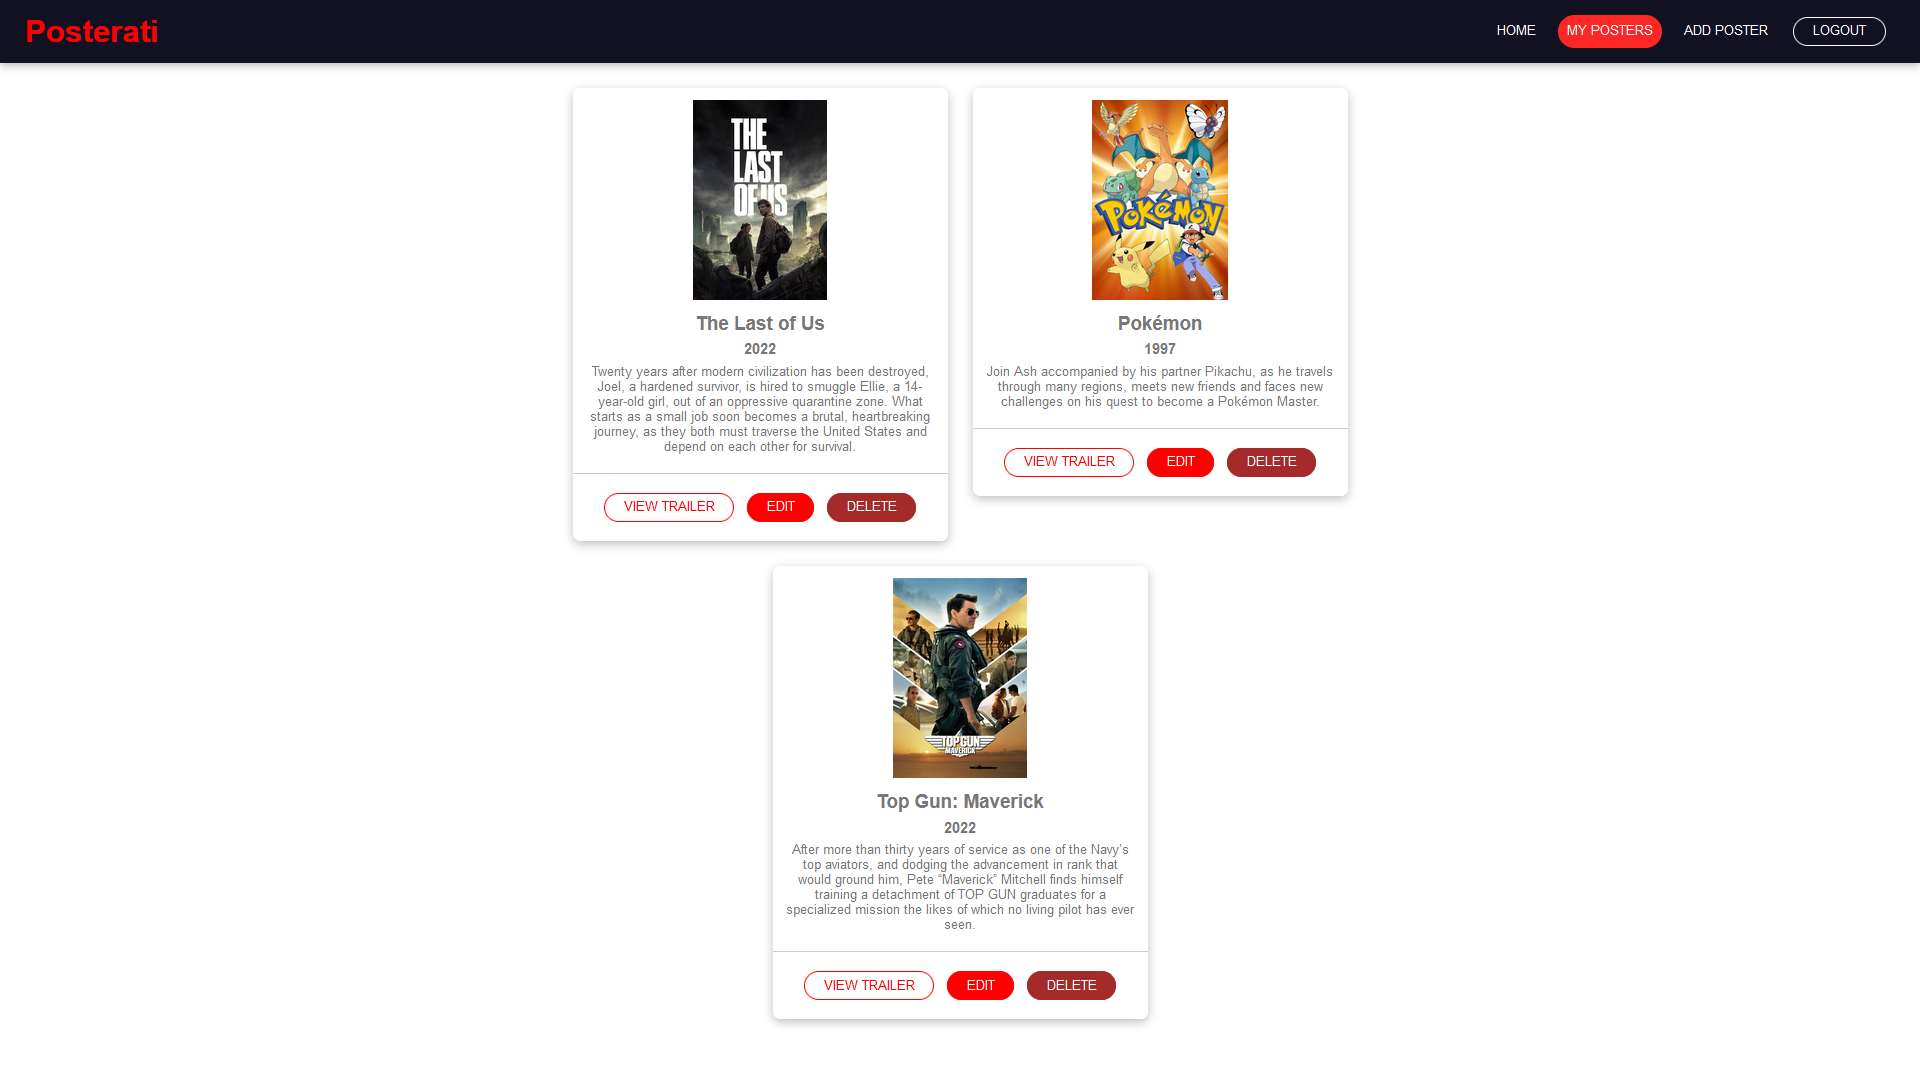 Posterati
HOME
MY POSTERS
ADD POSTER
LOGOUT
THE
LAST
OF US
The Last of Us
2022
Twenty years after modern civilization has been destroyed,
Joel, a hardened survivor, is hired to smuggle Ellie, a 14-
year-old girl, out of an oppressive quarantine zone. What
starts as a small job soon becomes a brutal, heartbreaking
journey, as they both must traverse the United States and
depend on each other for survival.
VIEW TRAILER
EDIT
DELETE
POKéMON
Pokémon
1997
Join Ash accompanied by his partner Pikachu, as he travels
through many regions, meets new friends and faces new
challenges on his quest to become a Pokémon Master.
VIEW TRAILER
EDIT
DELETE
TOP GUN
MAVERICK
Top Gun: Maverick
2022
After more than thirty years of service as one of the Navy’s
top aviators, and dodging the advancement in rank that
would ground him, Pete “Maverick” Mitchell finds himself
training a detachment of TOP GUN graduates for a
specialized mission the likes of which no living pilot has ever
seen.
VIEW TRAILER
EDIT
DELETE